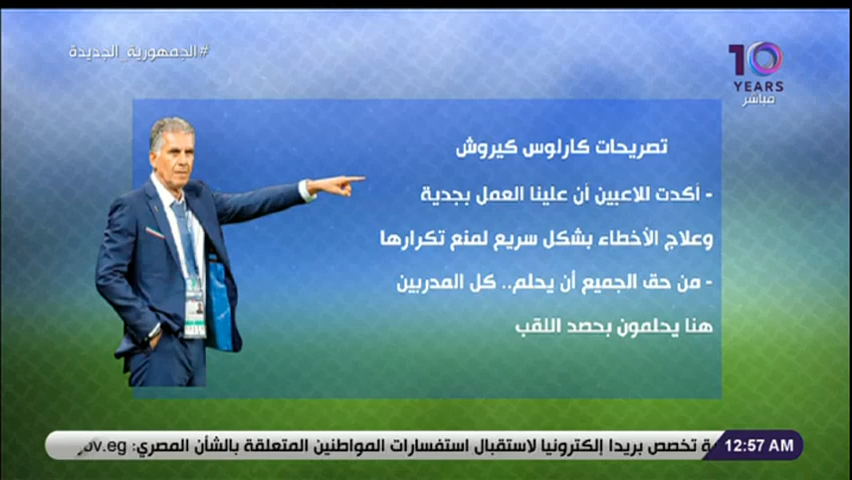 #الجمهورية_الجديدة
10
YEARS
مباشر
تصريحات كارلوس كيروش
- أكدت للاعبين أن علينا العمل بجدية
وعلاج الأخطاء بشكل سريع لمنع تكرارها
- من حق الجميع أن يحلم.. كل المدربين
هنا يحلمون بحصد اللقب
تخصص بريدا إلكترونيا لاستقبال استفسارات المواطنين المتعلقة بالشأن المصري:
12:57 AM